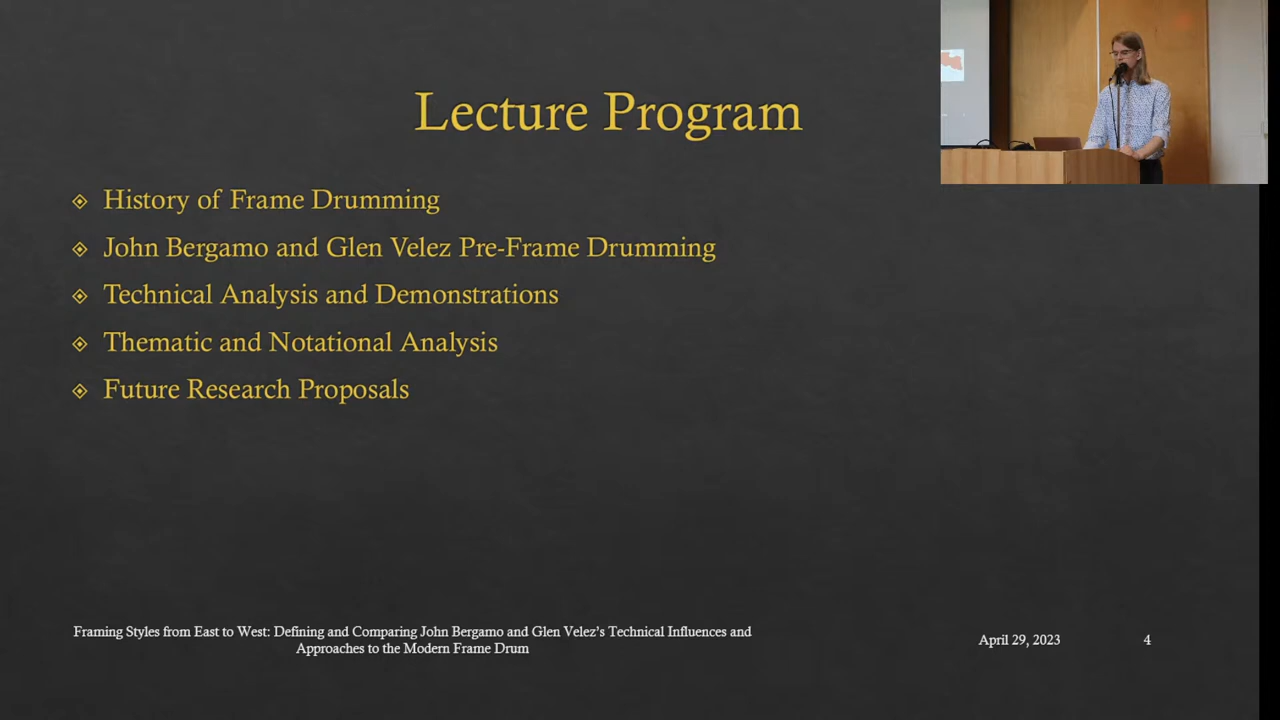 Lecture Program
History of Frame Drumming
John Bergamo and Glen Velez Pre-Frame Drumming
Technical Analysis and Demonstrations
Thematic and Notational Analysis
Future Research Proposals
Framing Styles from East to West: Defining and Comparing John Bergamo and Glen Velez's Technical Influences and
Approaches to the Modern Frame Drum
April 29, 2023
4